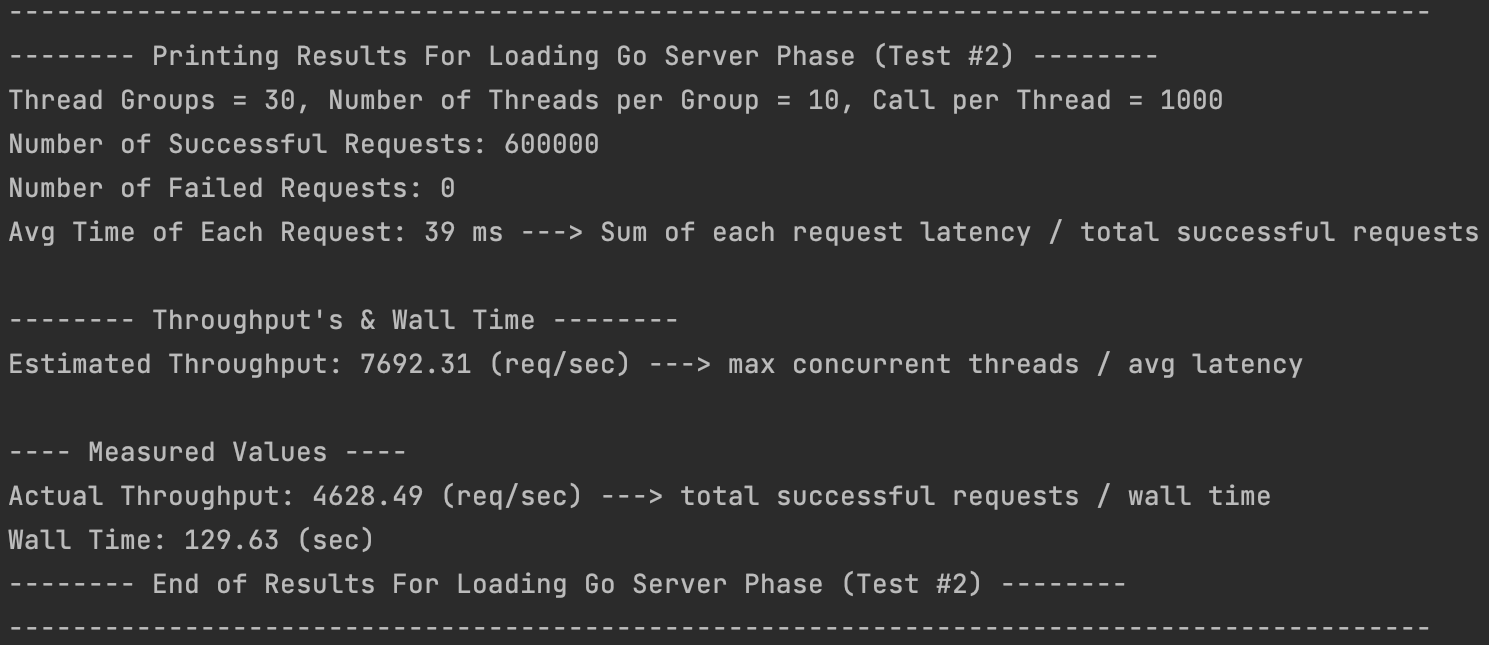 -----------------------------------------------------------------------------------------
-------- Printing Results For Loading Go Server Phase (Test #2) --------
Thread Groups = 30, Number of Threads per Group = 10, Call per Thread = 1000
Number of Successful Requests: 600000
Number of Failed Requests: 0
Avg Time of Each Request: 39 ms ---> Sum of each request latency / total successful requests
-------- Throughput's & Wall Time --------
Estimated Throughput: 7692.31 (req/sec) ---> max concurrent threads / avg latency
---- Measured Values ----
Actual Throughput: 4628.49 (req/sec) ---> total successful requests / wall time
Wall Time: 129.63 (sec)
-------- End of Results For Loading Go Server Phase (Test #2) --------
-----------------------------------------------------------------------------------------